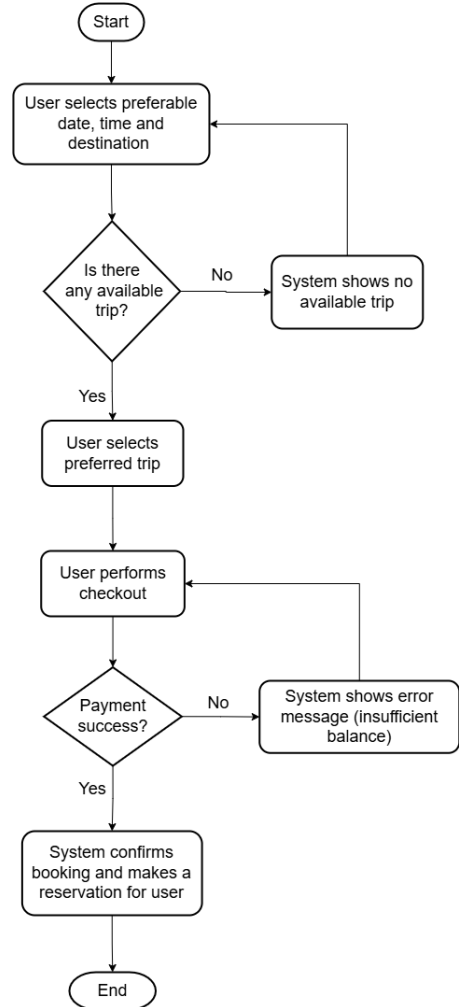 Start
User selects preferable
date, time and
destination
Is there
any available
trip?
No
System shows no
available trip
Yes
User selects
preferred trip
User performs
checkout
Payment
success?
No
System shows error
message (insufficient
balance)
Yes
System confirms
booking and makes a
reservation for user
End